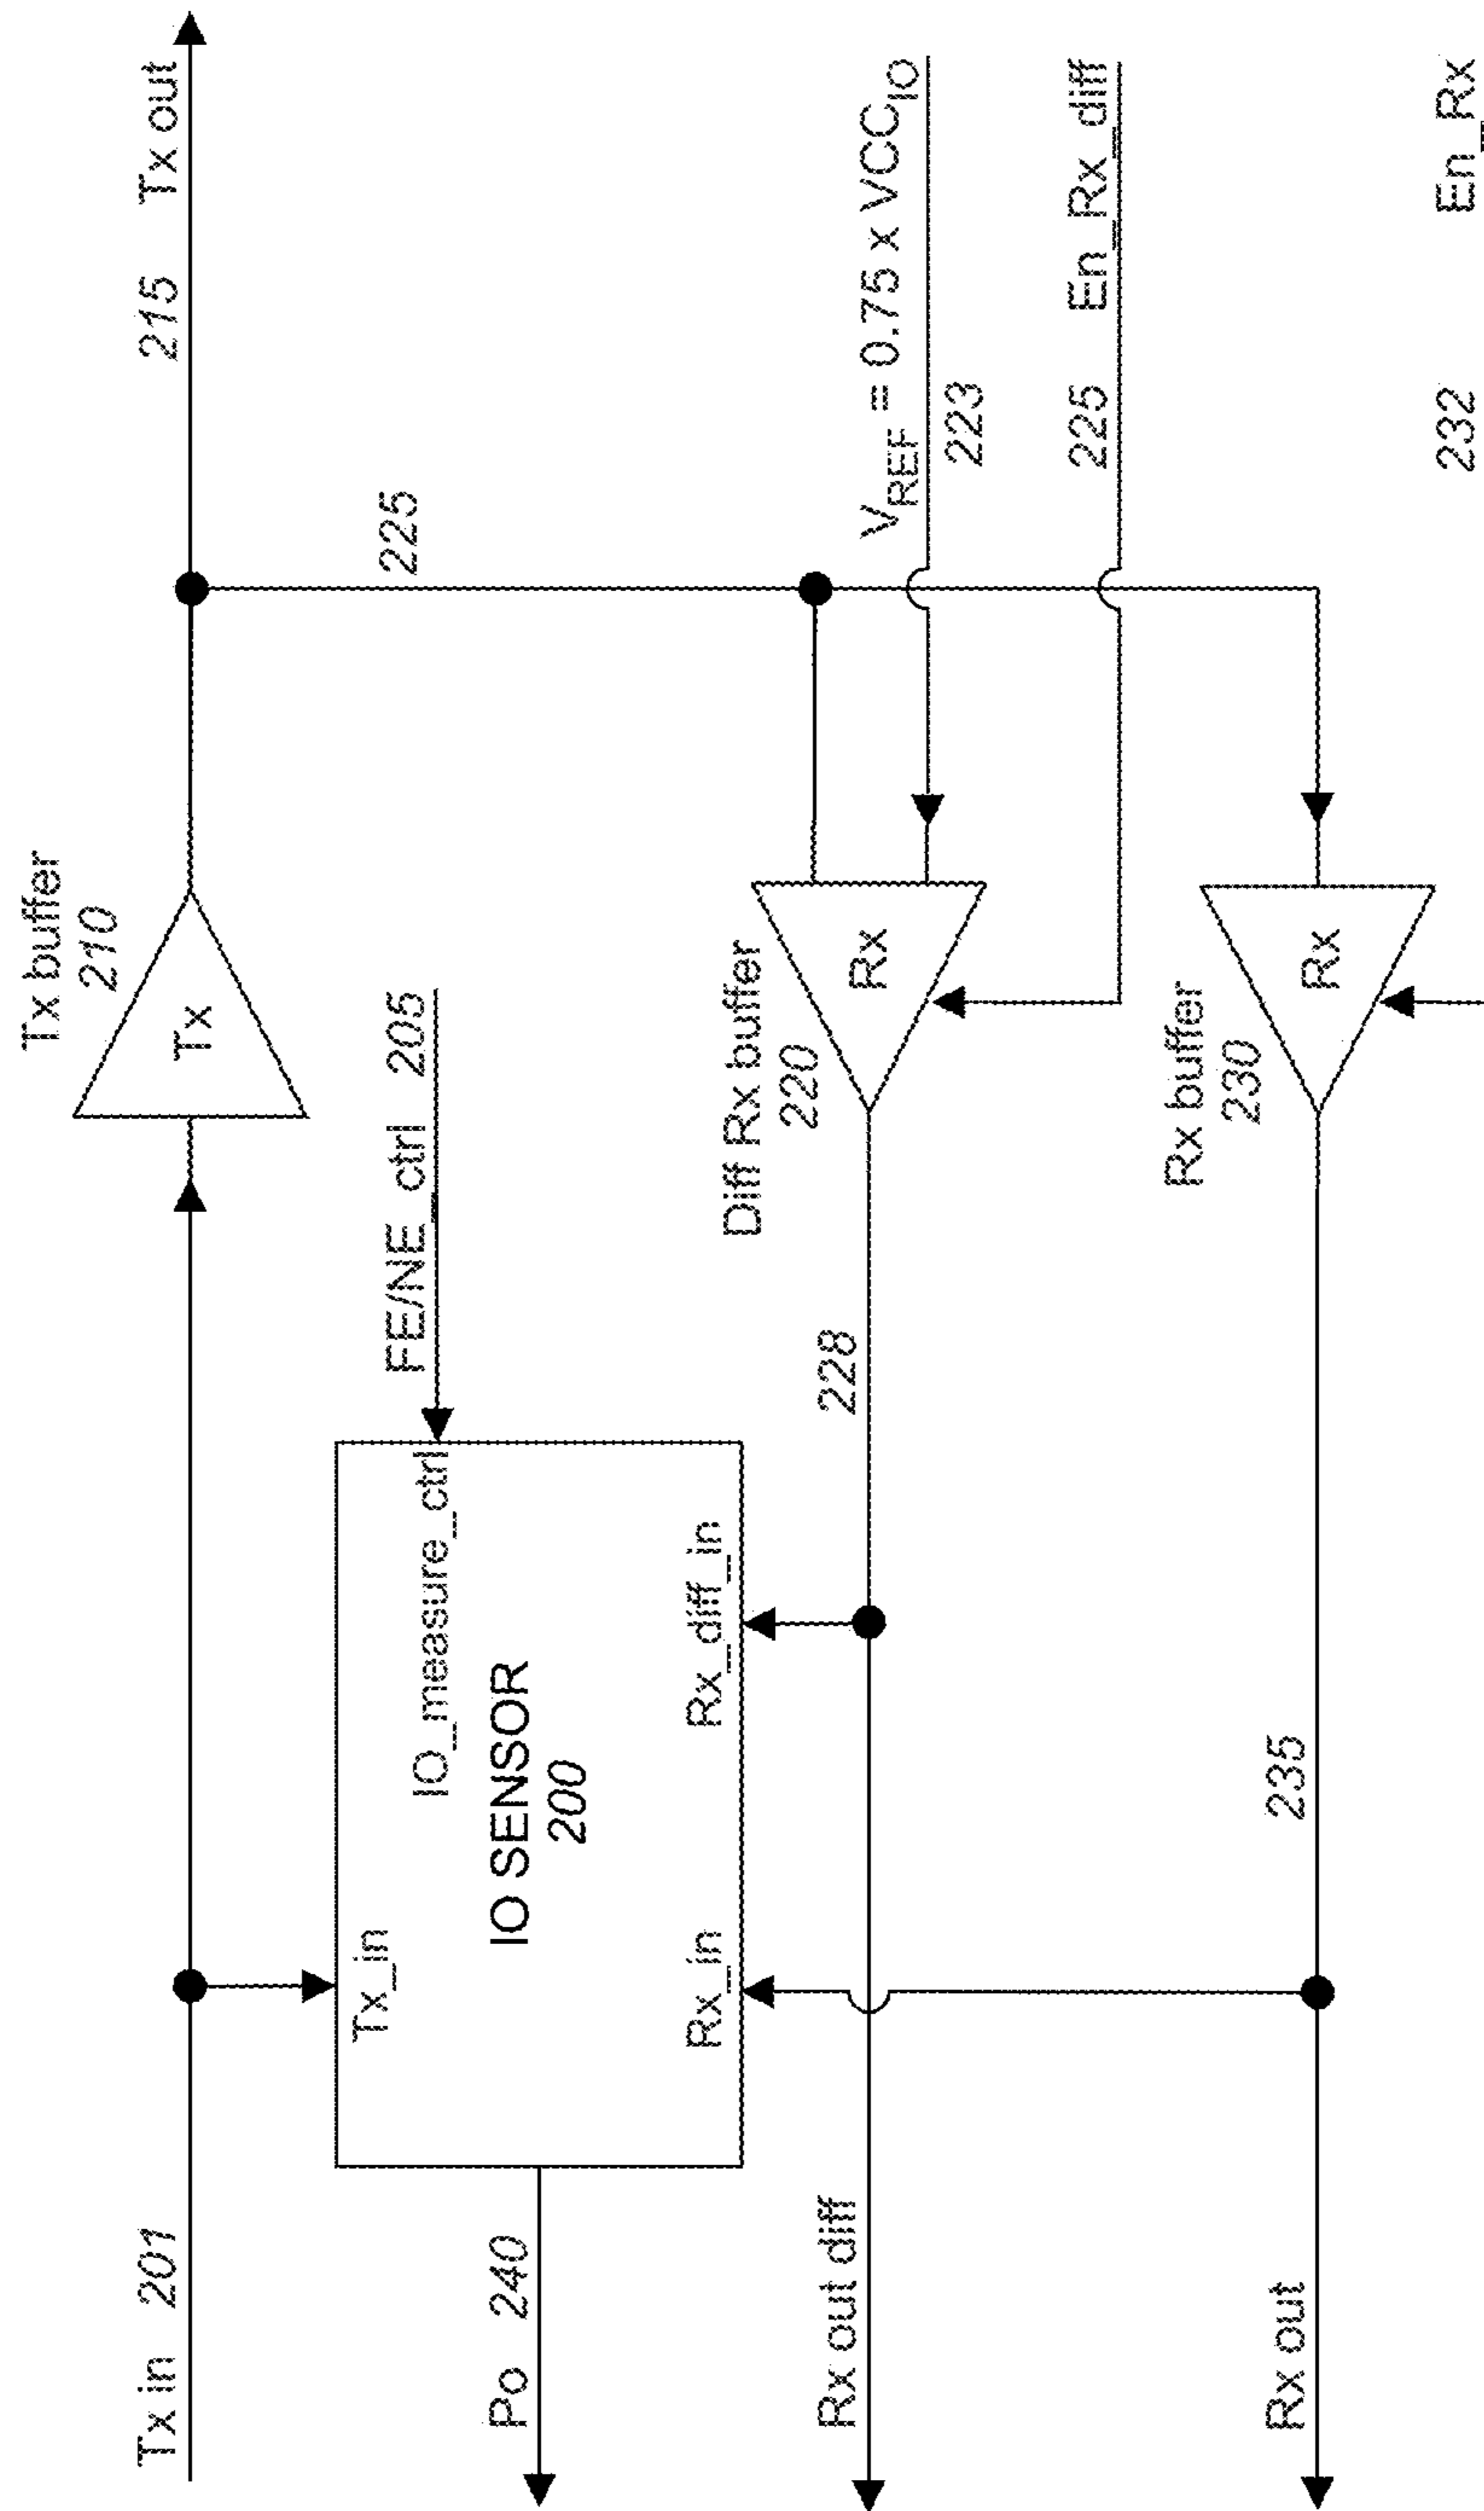 Tx buffer
210
Tx
Tx in 201
215 Tx out
225
FE/NE_ctrl 205
Tx_in
IO_measure_ctrl
IO SENSOR
200
Rx_in
Rx_diff_in
Po 240
Diff Rx buffer
220
Rx
VREF = 0.75 x VCCIO
223
228
Rx out diff
225 En_Rx_diff
Rx buffer
230
Rx
235
Rx out
232 En_Rx